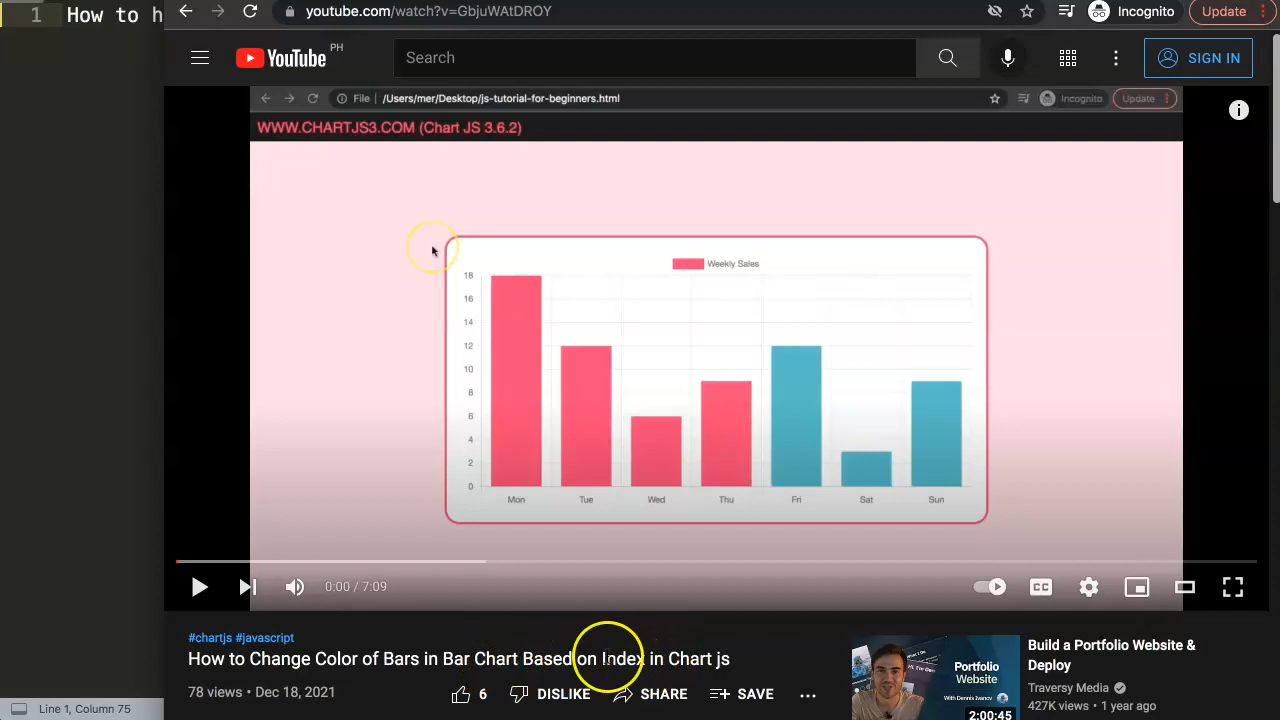 1 How to h
youtube.com/watch?v=GbjuWAtDROY
Incognito
Update
YouTube PH
Search
SIGN IN
File /Users/mer/Desktop/js-tutorial-for-beginners.html
Incognito
Update
WWW.CHARTJS3.COM (Chart JS 3.6.2)
Weekly Sales
18
16
14
12
10
8
6
4
2
0
Mon Tue Wed Thu Fri Sat Sun
0:00 / 7:09
CC
#chartjs #javascript
How to Change Color of Bars in Bar Chart Based on Index in Chart js
78 views • Dec 18, 2021
6 DISLIKE SHARE SAVE
Portfolio
Website
With Dennis Ivanov
2:00:45
Build a Portfolio Website &
Deploy
Traversy Media
427K views • 1 year ago
Line 1, Column 75